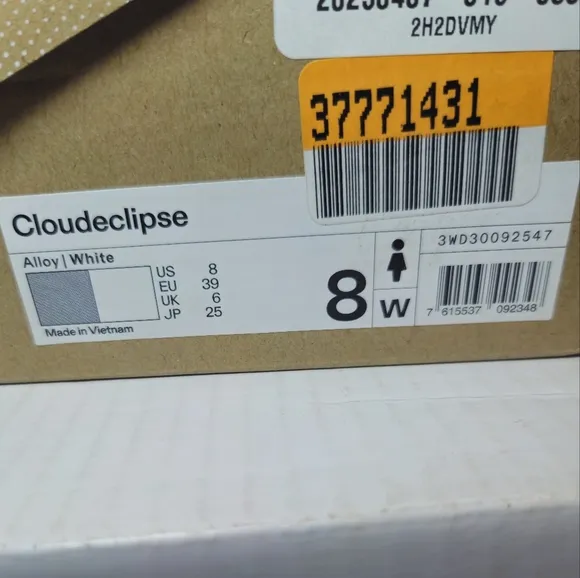 2H2DVMY
37771431
Cloudeclipse
Alloy | White
US 8
EU 39
UK 6
JP 25
Made in Vietnam
8
W
3WD30092547
7 615537 092348